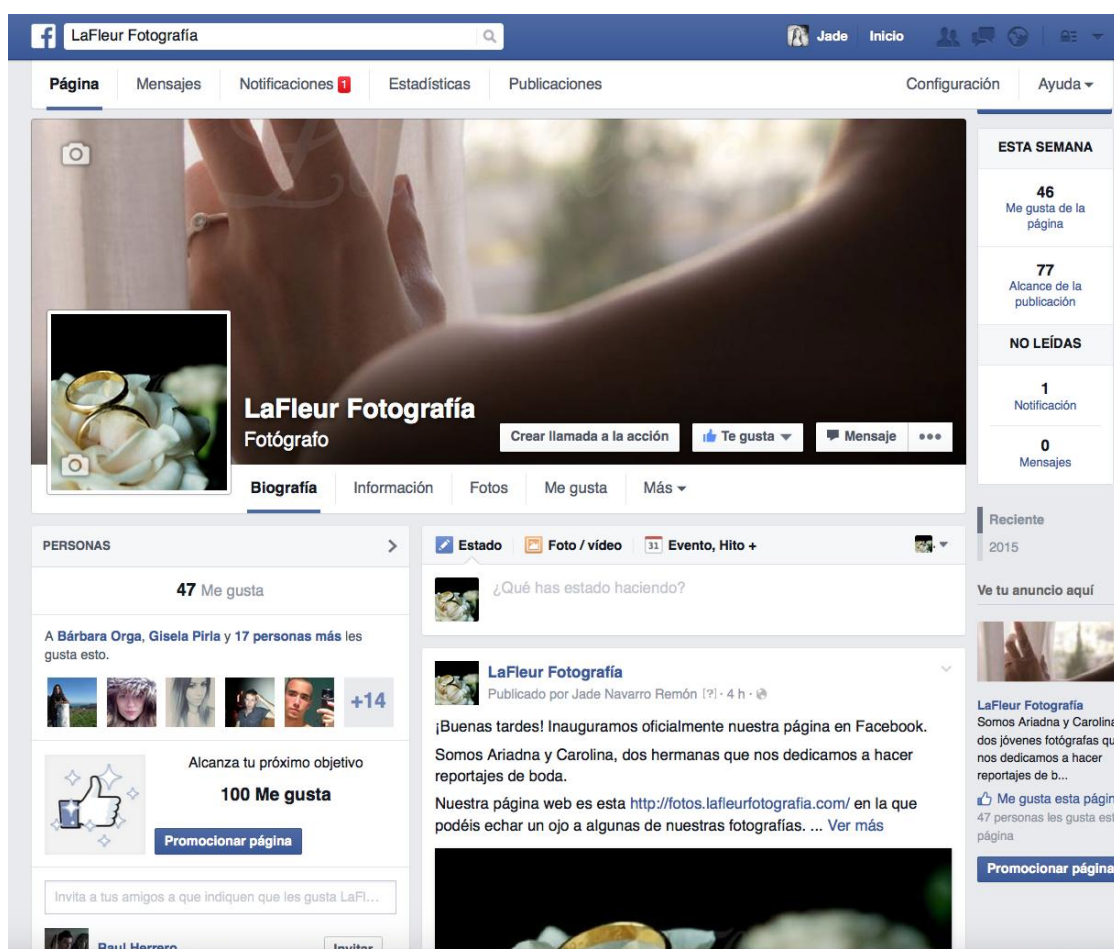 LaFleur Fotografía
Jade Inicio
Página Mensajes Notificaciones 1 Estadísticas Publicaciones Configuración Ayuda
LaFleur Fotografía
Fotógrafo
Crear llamada a la acción Te gusta Mensaje
Biografía Información Fotos Me gusta Más
PERSONAS
47 Me gusta
A Bárbara Orga, Gisela Pirla y 17 personas más les
gusta esto.
+14
Alcanza tu próximo objetivo
100 Me gusta
Promocionar página
Invita a tus amigos a que indiquen que les gusta LaFl...
Raul Herrero Invitar
Estado Foto / vídeo 31 Evento, Hito +
¿Qué has estado haciendo?
LaFleur Fotografía
Publicado por Jade Navarro Remón [?] · 4 h ·
¡Buenas tardes! Inauguramos oficialmente nuestra página en Facebook.
Somos Ariadna y Carolina, dos hermanas que nos dedicamos a hacer
reportajes de boda.
Nuestra página web es esta http://fotos.lafleurfotografia.com/ en la que
podéis echar un ojo a algunas de nuestras fotografías. ... Ver más
ESTA SEMANA
46
Me gusta de la
página
77
Alcance de la
publicación
NO LEÍDAS
1
Notificación
0
Mensajes
Reciente
2015
Ve tu anuncio aquí
LaFleur Fotografía
Somos Ariadna y Carolina
dos jóvenes fotógrafas qu
nos dedicamos a hacer
reportajes de b...
Me gusta esta págin
47 personas les gusta est
página
Promocionar página